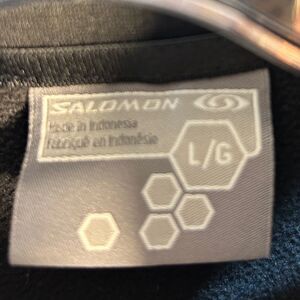 SALOMON
Made in Indonesia
Fabriqué en Indonésie
L/G